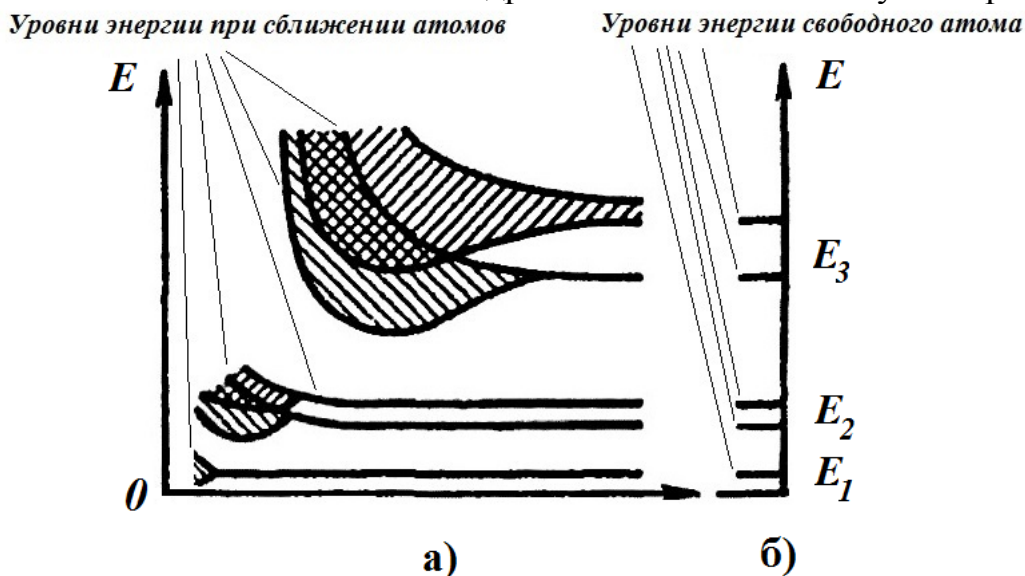 Уровни энергии при сближении атомов
Уровни энергии свободного атома
E
E
E3
E2
E1
0
а)
б)